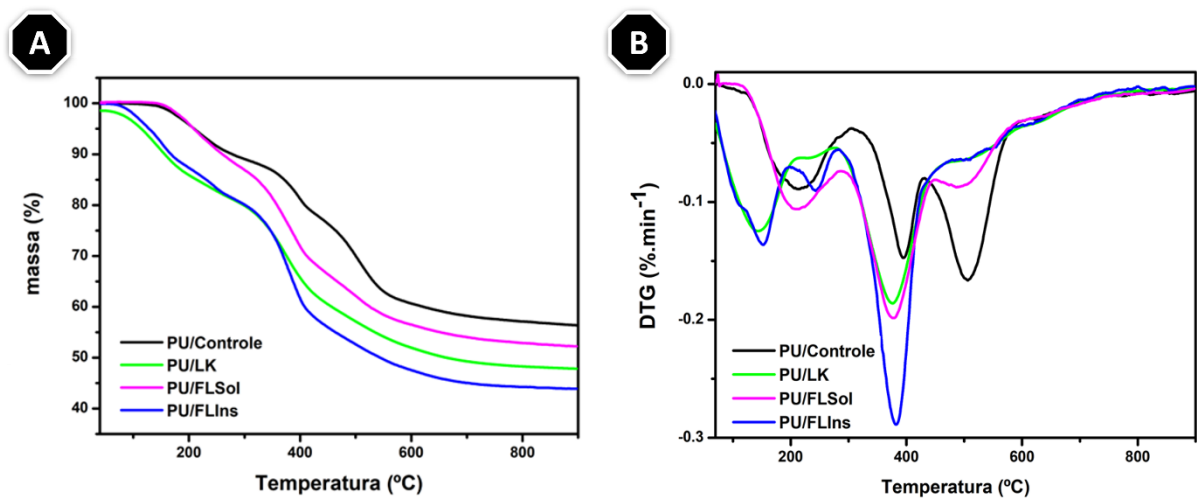 A
massa (%)
100
90
80
70
60
50
40
PU/Controle
PU/LK
PU/FLSol
PU/FLIns
200
400
600
800
Temperatura (ºC)
B
DTG (%.min⁻¹)
0.0
-0.1
-0.2
-0.3
PU/Controle
PU/LK
PU/FLSol
PU/FLIns
200
400
600
800
Temperatura (ºC)